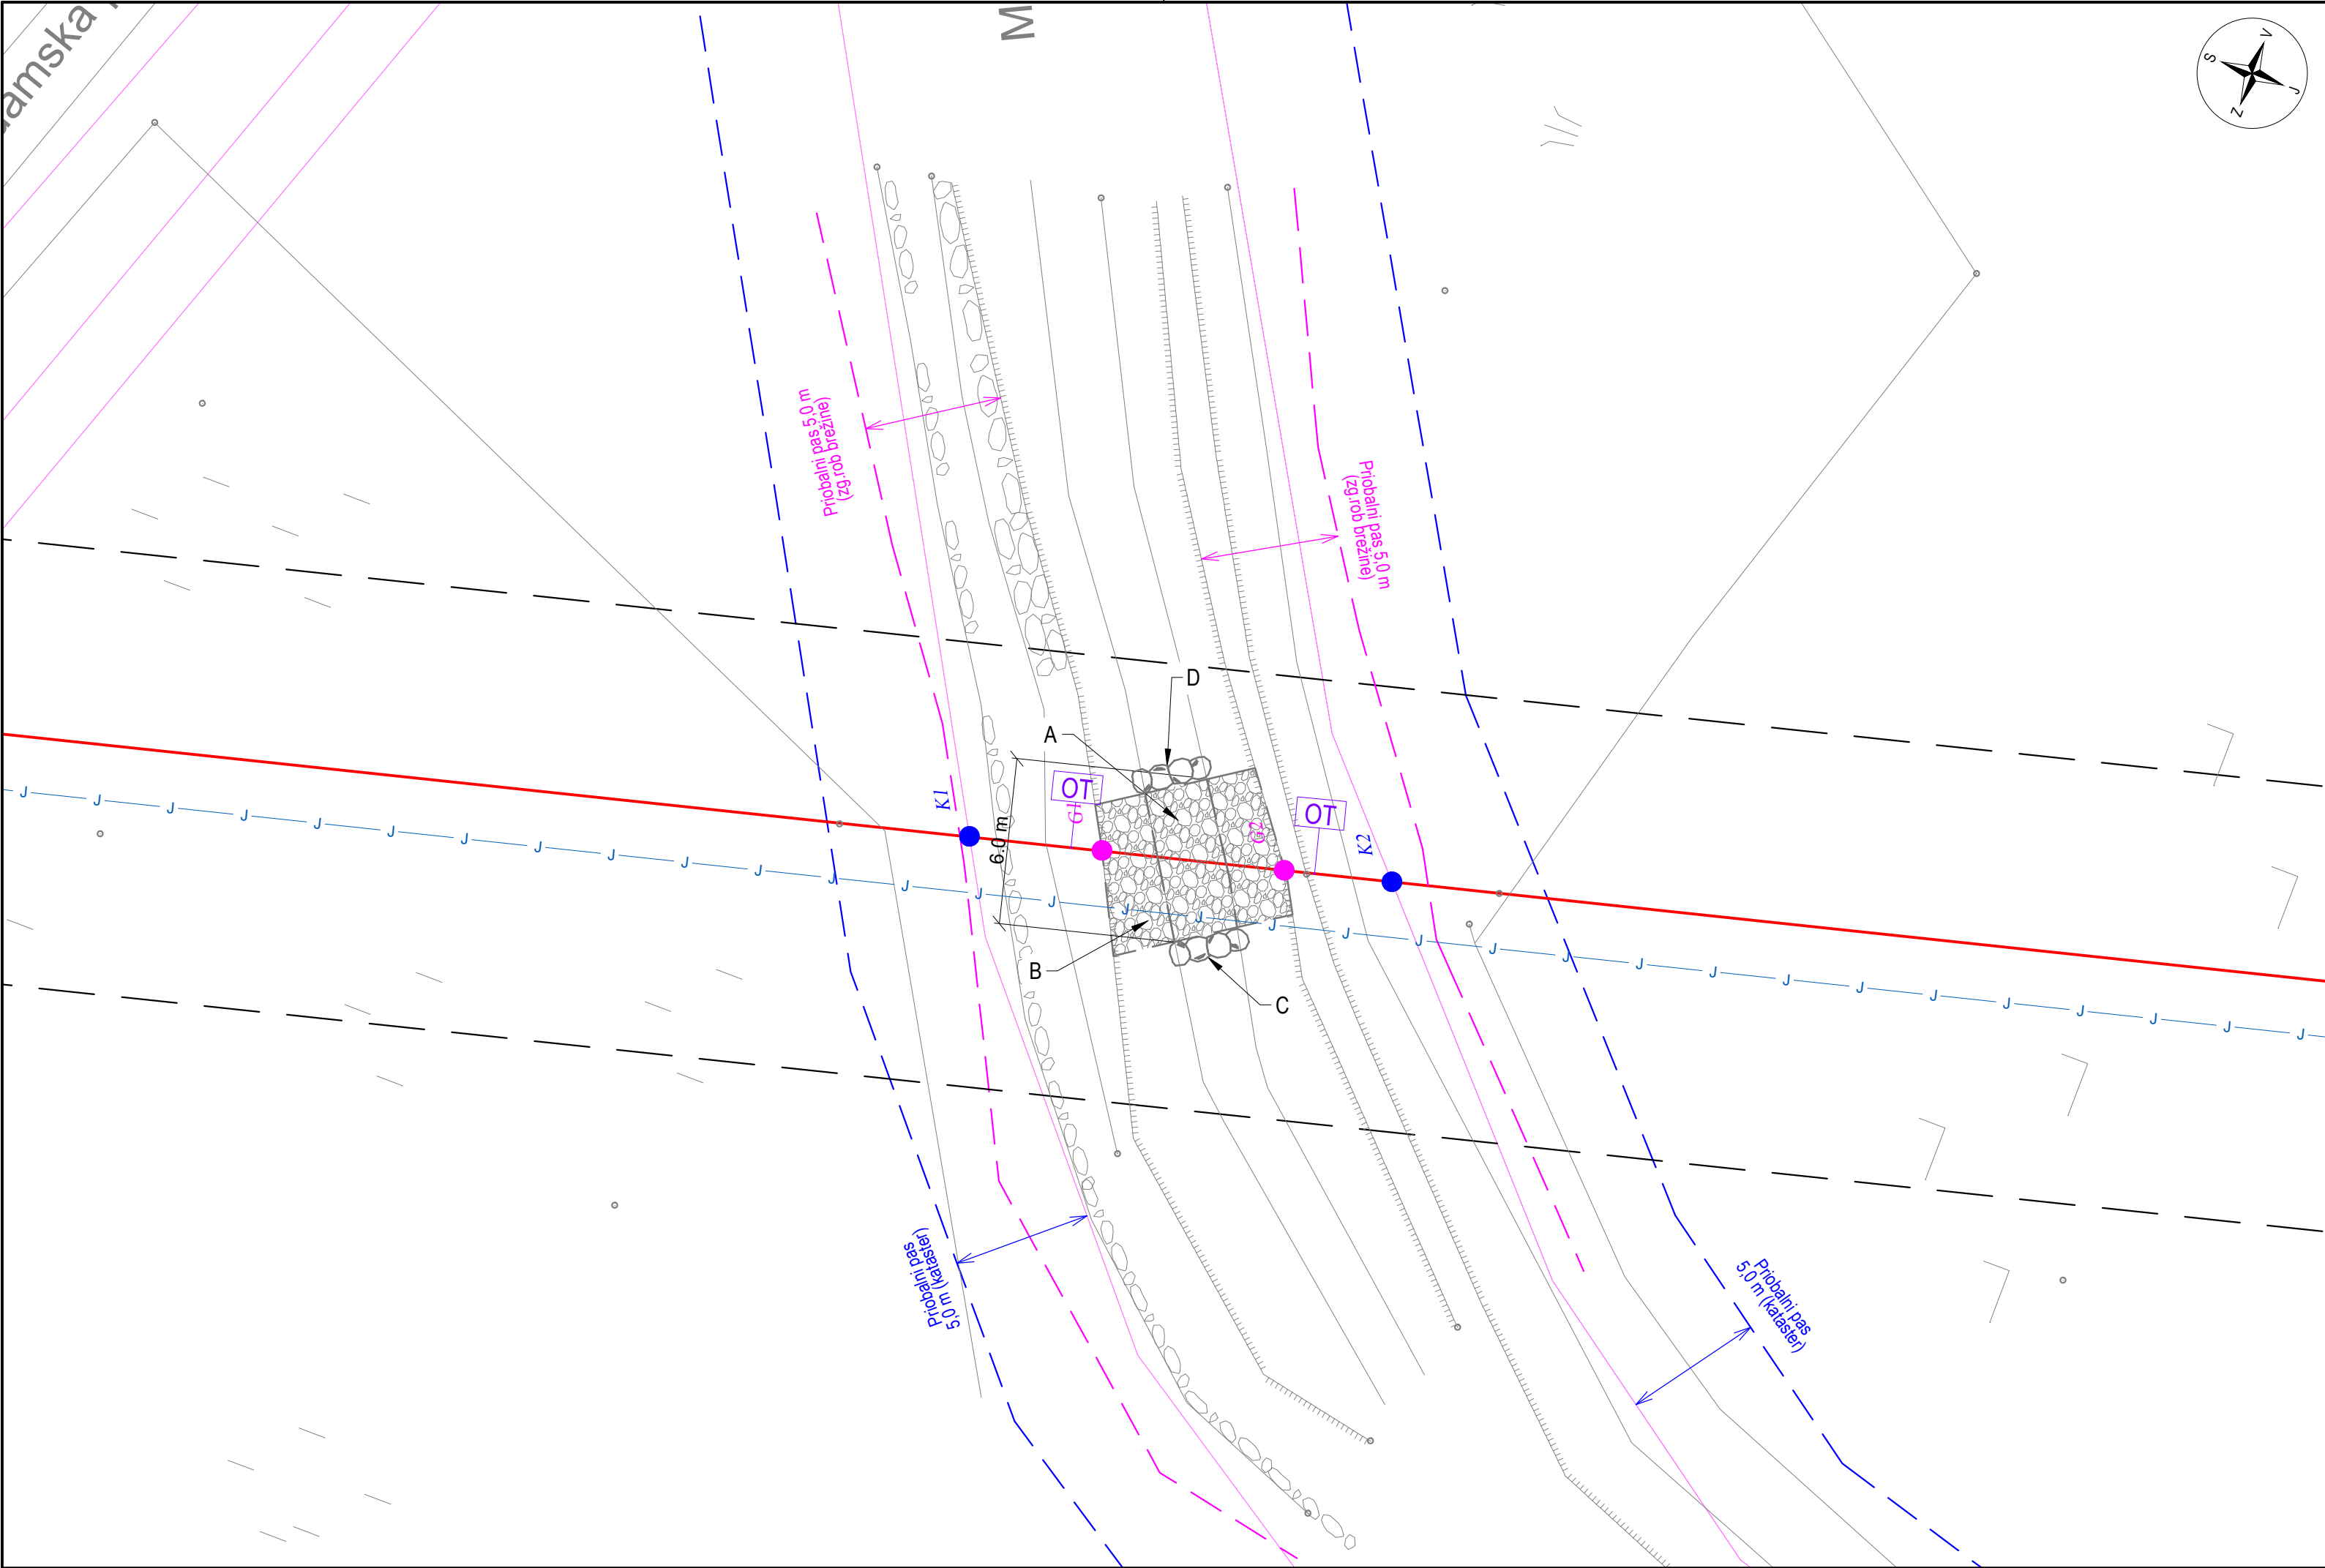 amska
M
S
V
Z
J
Priobalni pas 5,0 m
(zg.rob brežine)
Priobalni pas 5,0 m
(zg.rob brežine)
D
A
OT
G1
K1
6.0 m
G2
OT
K2
J J J J J J J J J J J J J J J J J J J J J J J J J J J J J J J J
B
C
Priobalni pas
5,0 m (kataster)
Priobalni pas
5,0 m (kataster)